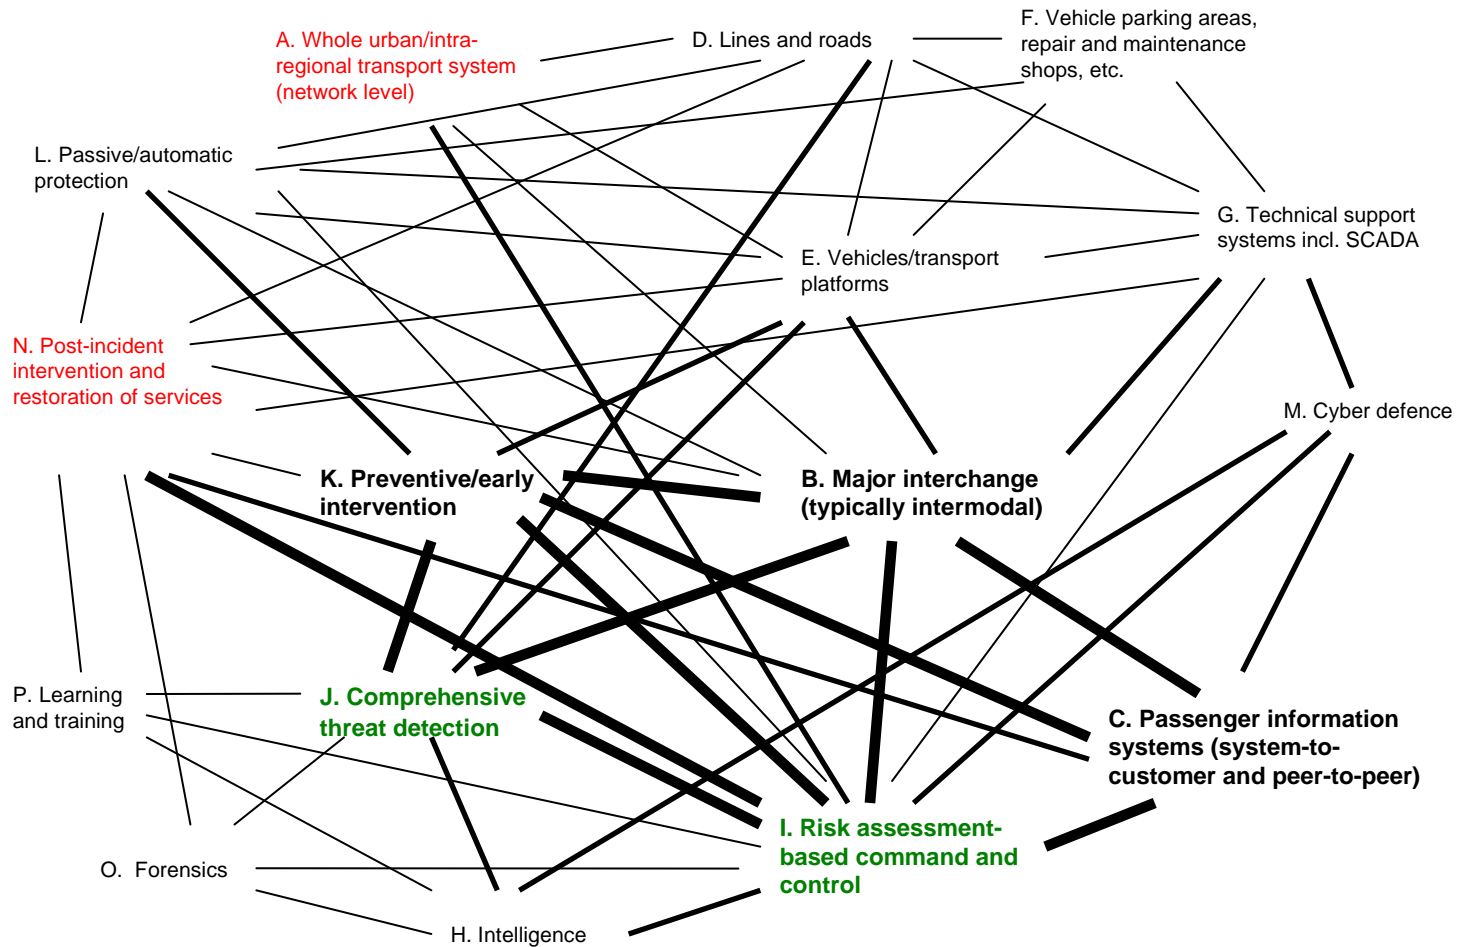 A. Whole urban/intra-
regional transport system
(network level)
D. Lines and roads
F. Vehicle parking areas,
repair and maintenance
shops, etc.
L. Passive/automatic
protection
G. Technical support
systems incl. SCADA
E. Vehicles/transport
platforms
N. Post-incident
intervention and
restoration of services
M. Cyber defence
K. Preventive/early
intervention
B. Major interchange
(typically intermodal)
P. Learning
and training
J. Comprehensive
threat detection
C. Passenger information
systems (system-to-
customer and peer-to-peer)
I. Risk assessment-
based command and
control
O. Forensics
H. Intelligence